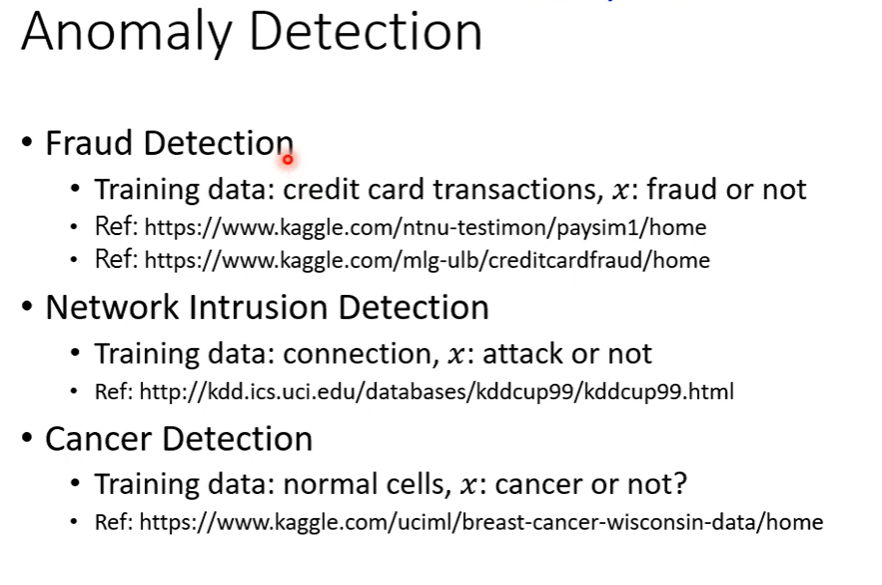 Anomaly Detection
• Fraud Detection
• Training data: credit card transactions, 𝑥: fraud or not
• Ref: https://www.kaggle.com/ntnu-testimon/paysim1/home
• Ref: https://www.kaggle.com/mlg-ulb/creditcardfraud/home
• Network Intrusion Detection
• Training data: connection, 𝑥: attack or not
• Ref: http://kdd.ics.uci.edu/databases/kddcup99/kddcup99.html
• Cancer Detection
• Training data: normal cells, 𝑥: cancer or not?
• Ref: https://www.kaggle.com/uciml/breast-cancer-wisconsin-data/home